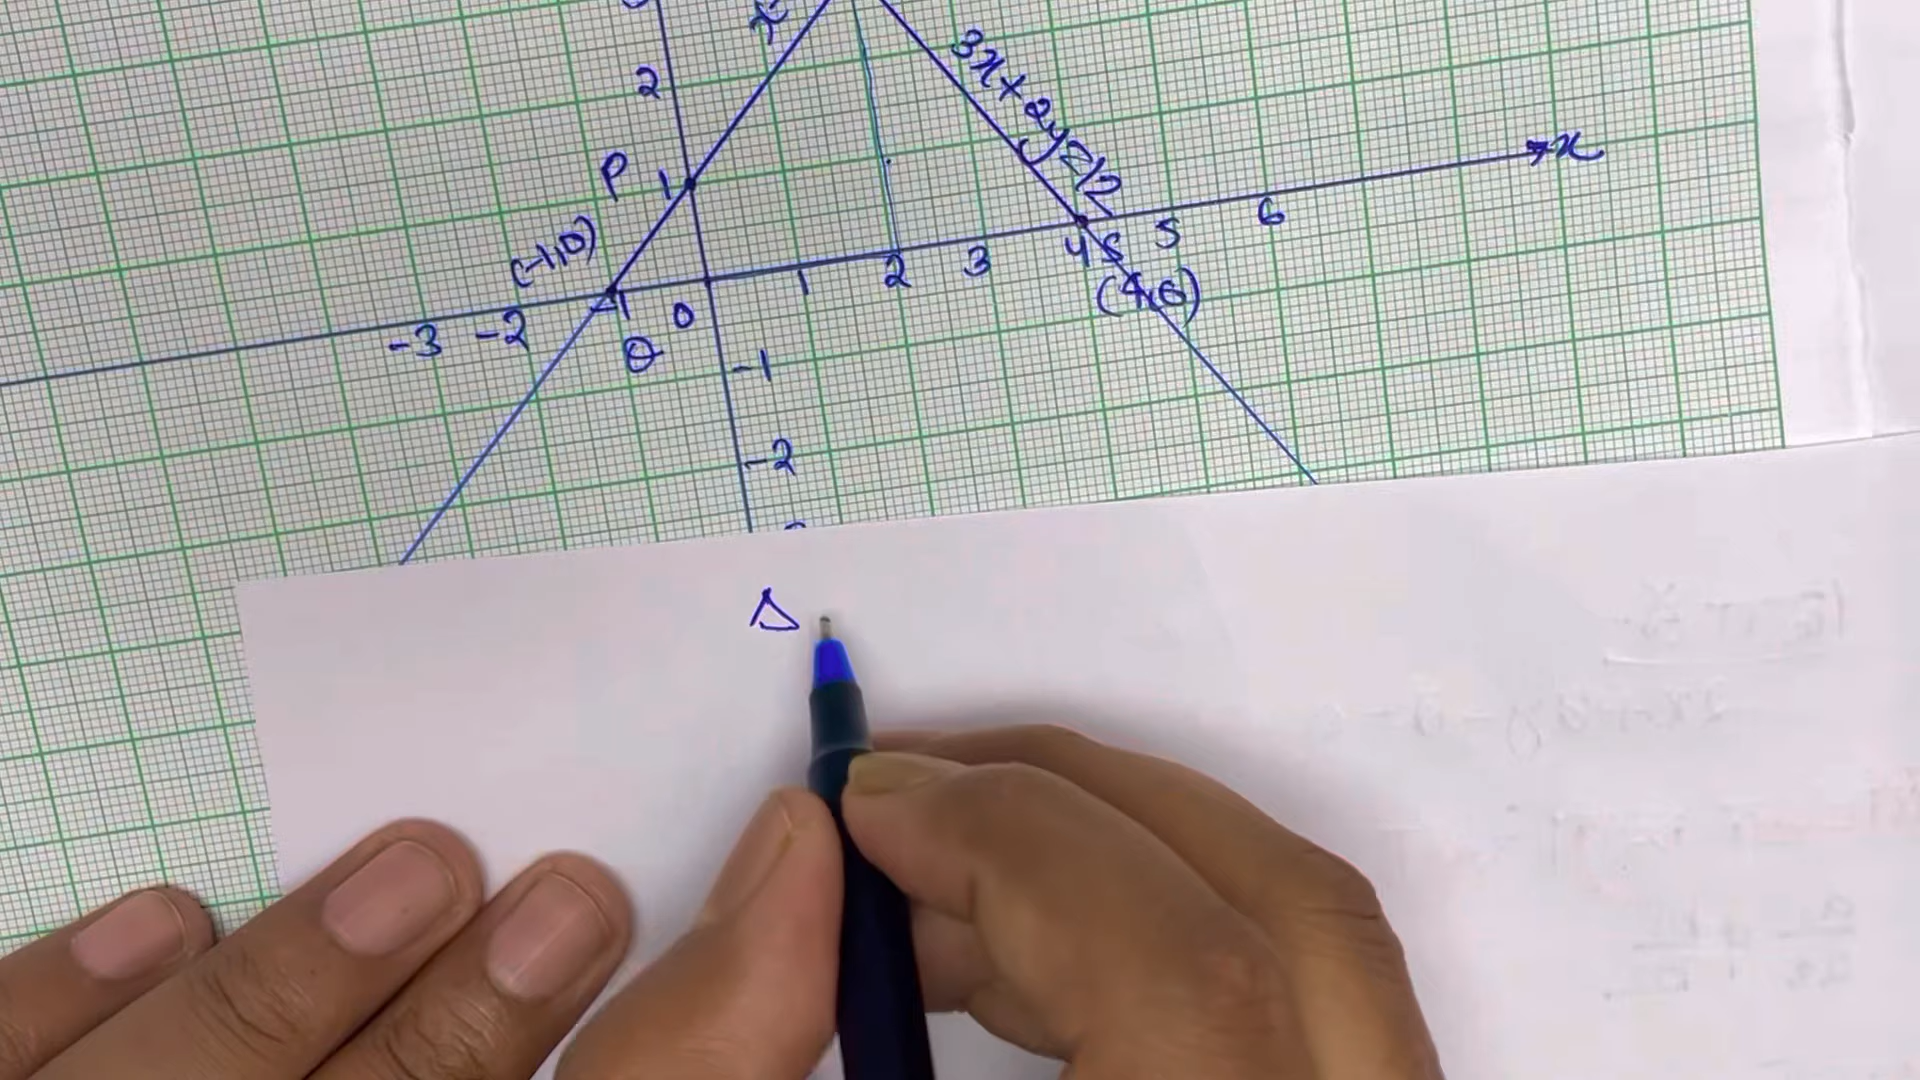 x
3x+2y=12
2
P 1
x
(-1,0)
-3 -2 -1 0 1 2 3 4 5 6
Q
S
(4,0)
-1
-2
Δ